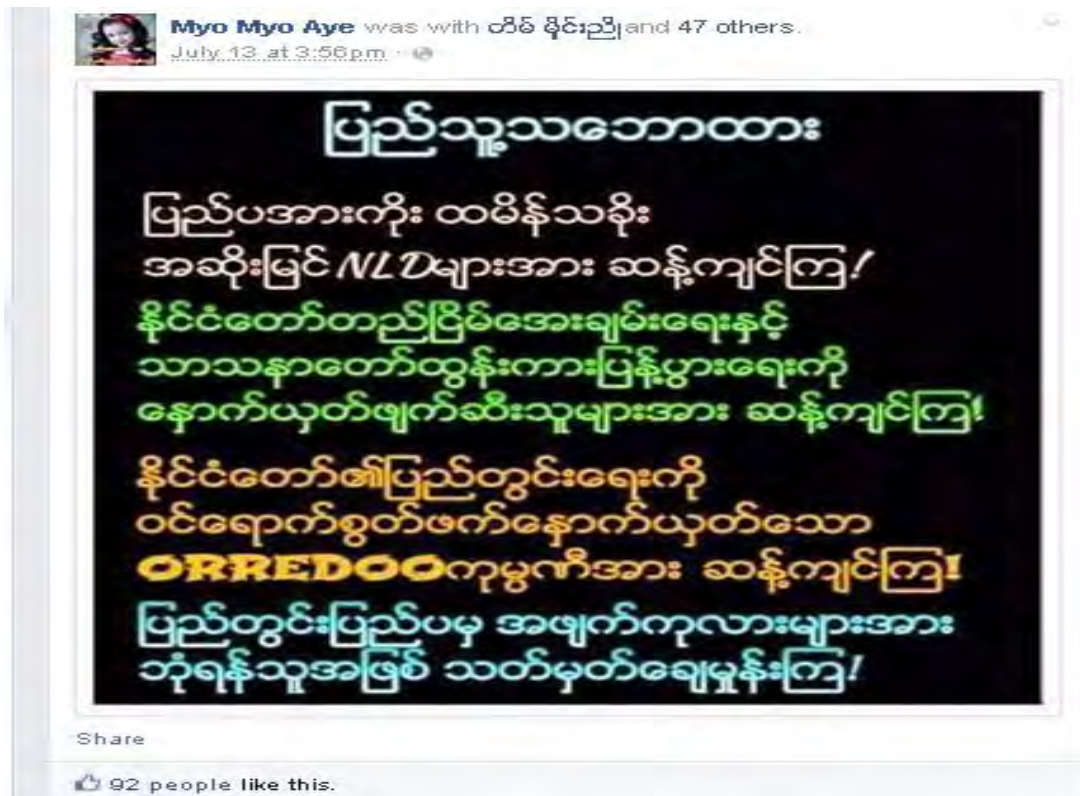 Myo Myo Aye was with တိမ် မိုင်းညို and 47 others.
July 13 at 3:56pm ·
ပြည်သူ့သဘောထား
ပြည်ပအားကိုး ထမိန်သခိုး
အဆိုးမြင် NLDများအား ဆန့်ကျင်ကြ!
နိုင်ငံတော်တည်ငြိမ်အေးချမ်းရေးနှင့်
သာသနာတော်ထွန်းကားပြန့်ပွားရေးကို
နှောက်ယှတ်ဖျက်ဆီးသူများအား ဆန့်ကျင်ကြ!
နိုင်ငံတော်၏ပြည်တွင်းရေးကို
ဝင်ရောက်စွတ်ဖက်နှောက်ယှတ်သော
ORREDOOကုမ္ပဏီအား ဆန့်ကျင်ကြ!
ပြည်တွင်းပြည်ပမှ အဖျက်ကုလားများအား
ဘုံရန်သူအဖြစ် သတ်မှတ်ချေမှုန်းကြ!
Share
92 people like this.